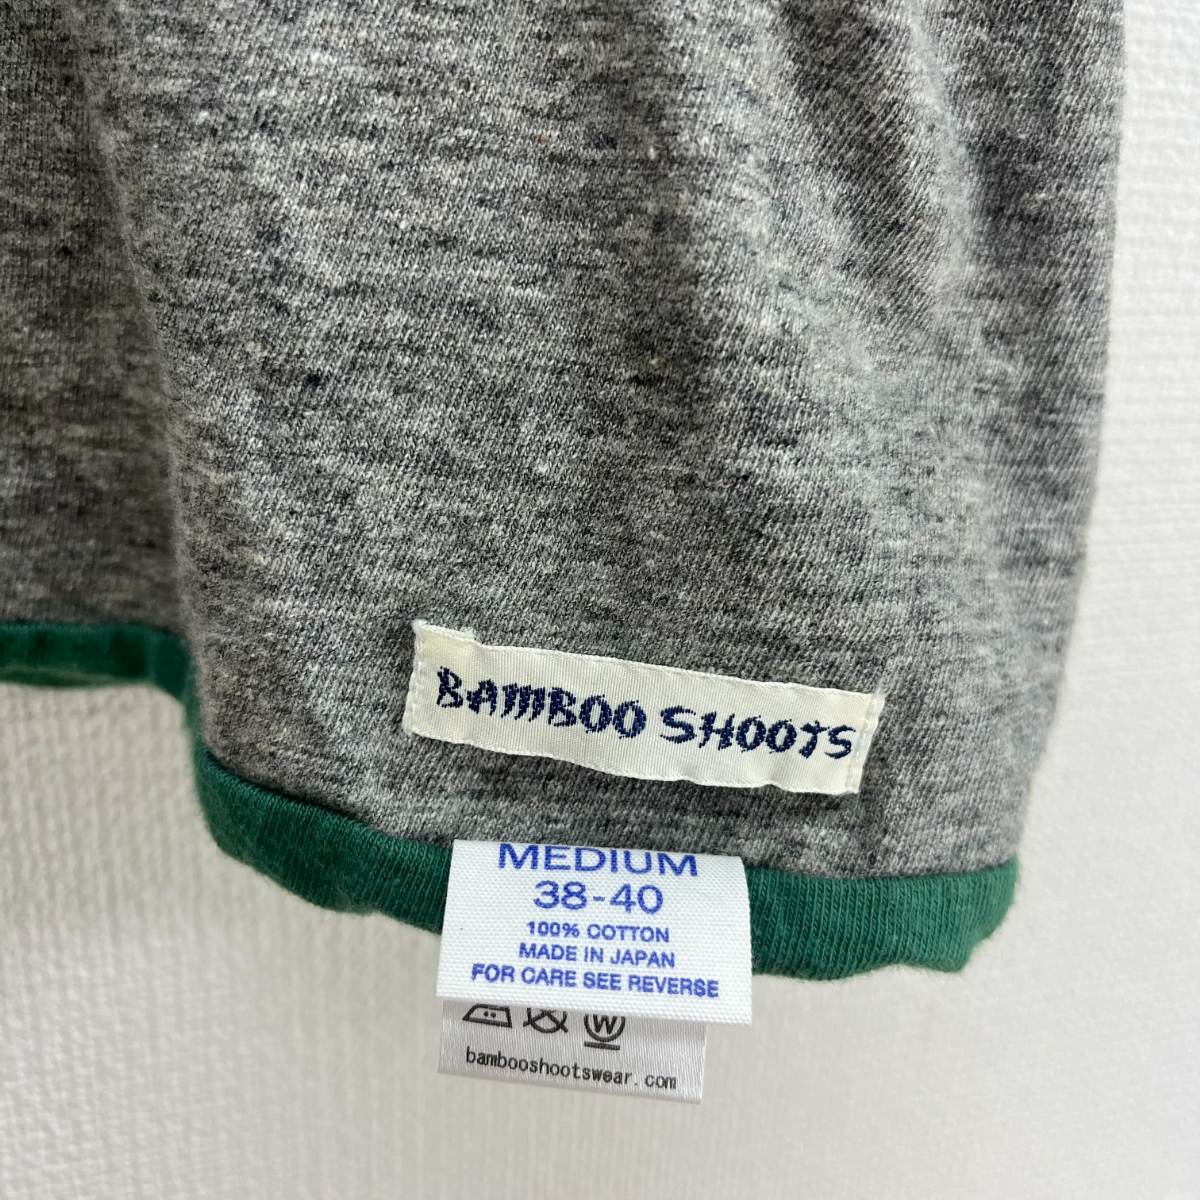 BAMBOO SHOOTS
MEDIUM
38-40
100% COTTON
MADE IN JAPAN
FOR CARE SEE REVERSE
W
bambooshootswear.com